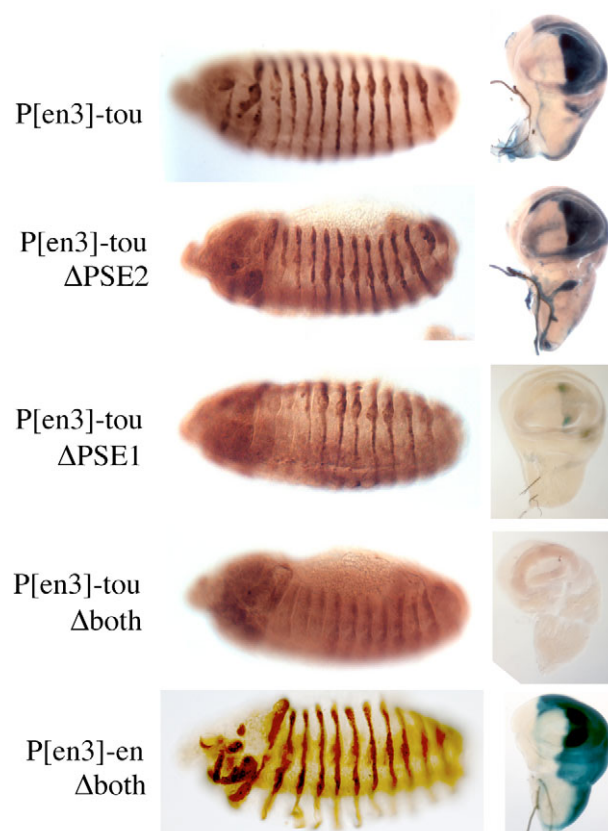 P[en3]-tou
P[en3]-tou
ΔPSE2
P[en3]-tou
ΔPSE1
P[en3]-tou
Δboth
P[en3]-en
Δboth